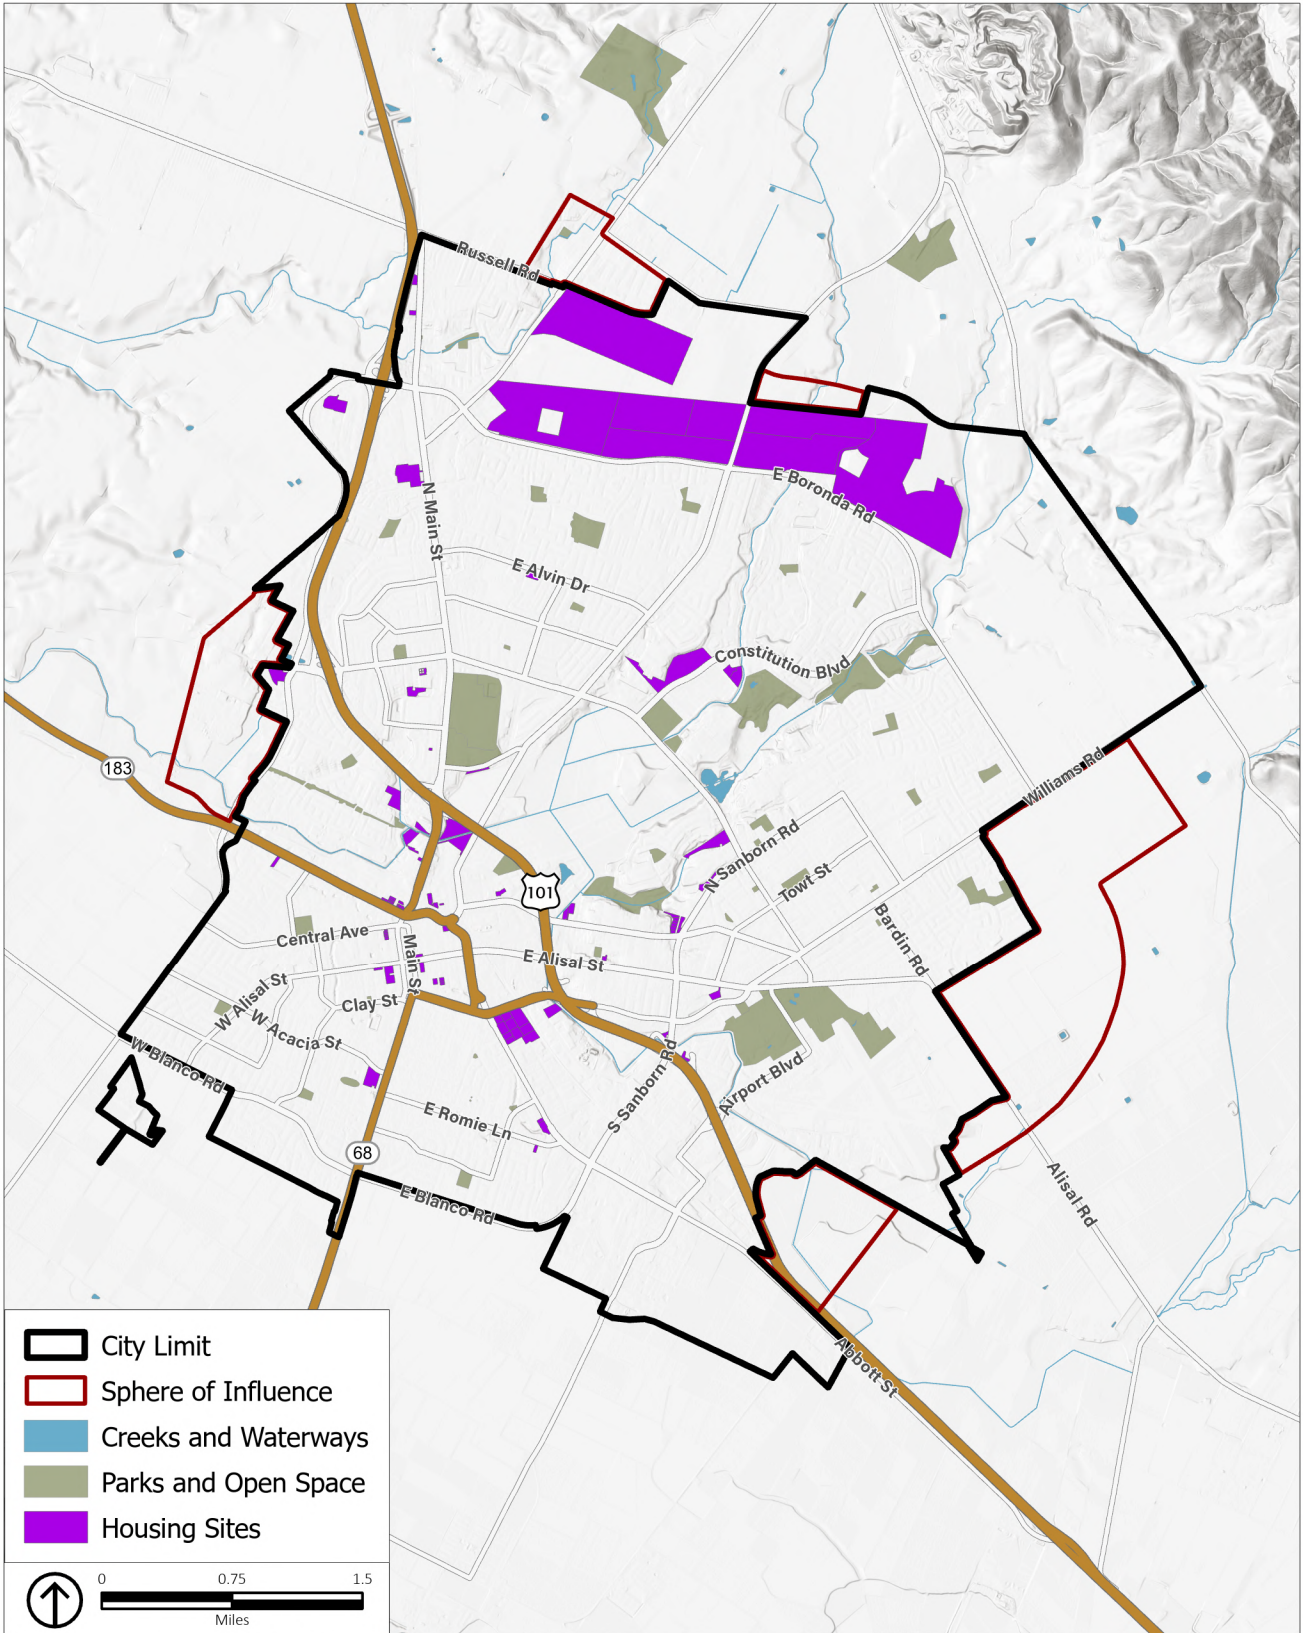 Russell Rd
N Main St
E Boronda Rd
E Alvin Dr
Constitution Blvd
183
Williams Rd
N Sanborn Rd
Towt St
101
Bardin Rd
Central Ave
Main St
E Alisal St
W Alisal St
Clay St
W Acacia St
W Blanco Rd
S Sanborn Rd
Airport Blvd
E Romie Ln
68
E Blanco Rd
Alisal Rd
Abbott St
City Limit
Sphere of Influence
Creeks and Waterways
Parks and Open Space
Housing Sites
0 0.75 1.5
Miles